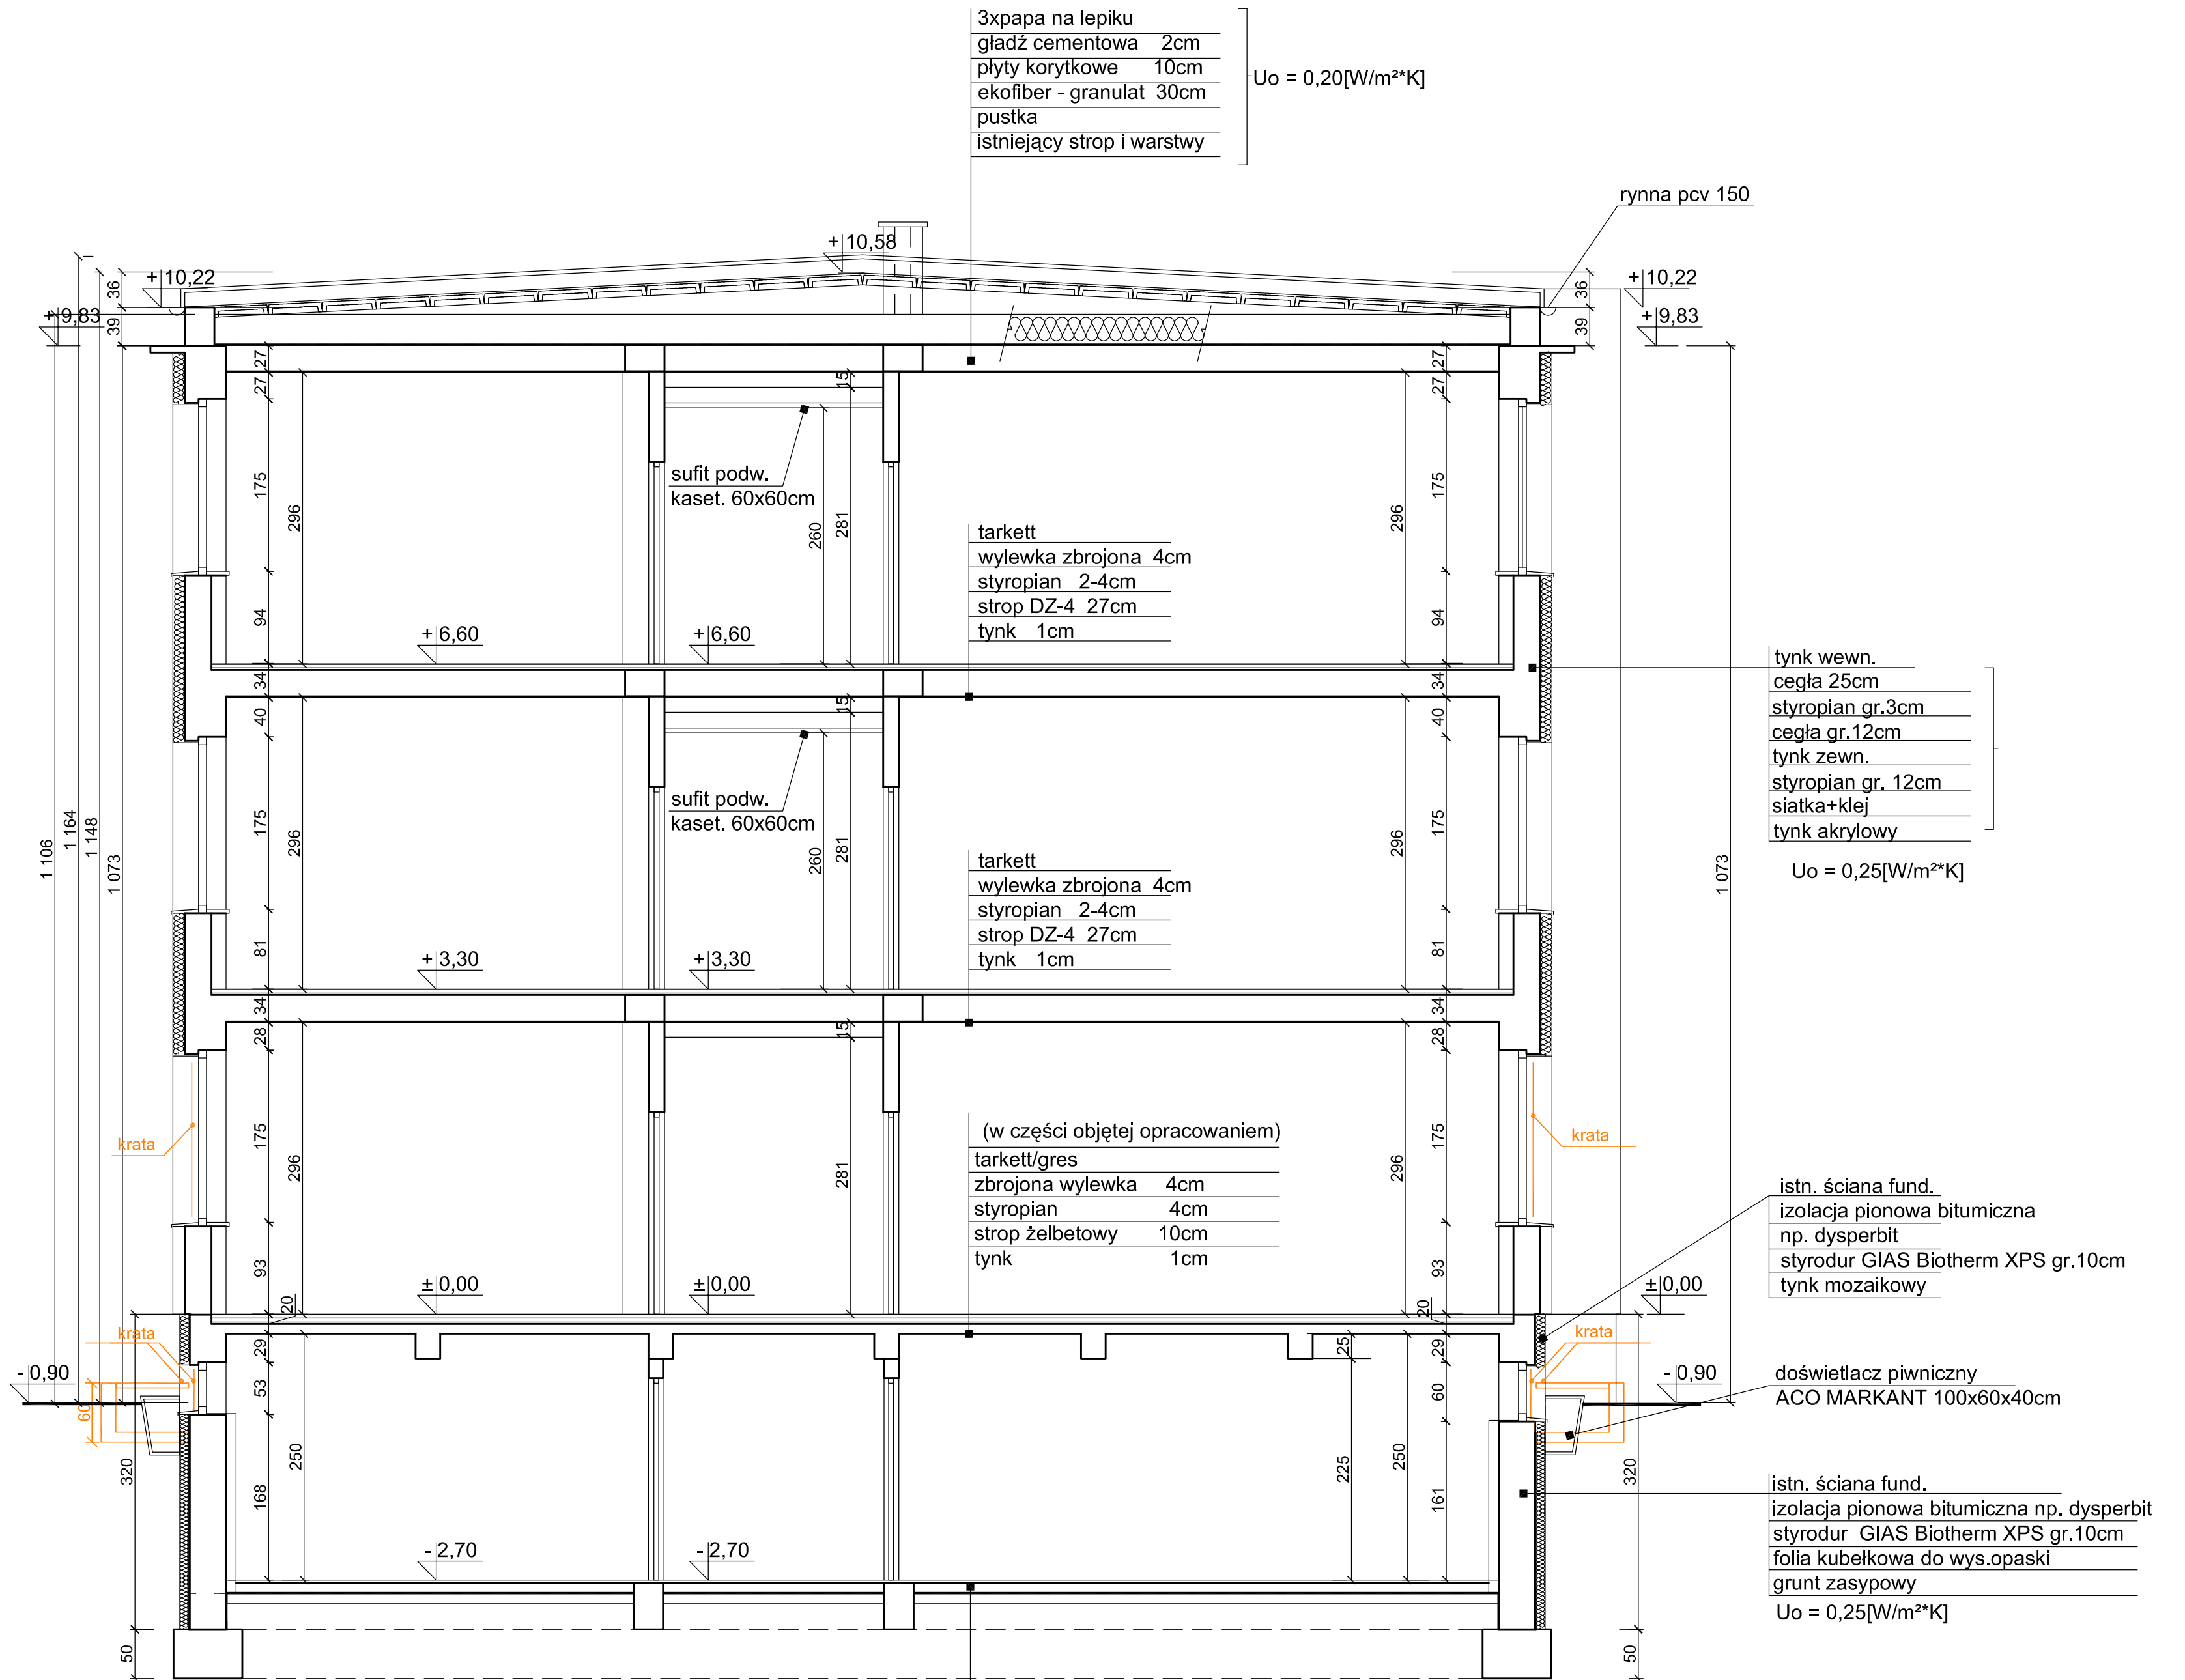 3xpapa na lepiku
gładź cementowa 2cm
płyty korytkowe 10cm
ekofiber - granulat 30cm
pustka
istniejący strop i warstwy
Uo = 0,20[W/m²*K]
rynna pcv 150
+10,58
+10,22
+10,22
+9,83
+9,83
36
39
36
39
27
27
15
27
27
sufit podw.
kaset. 60x60cm
175
296
260
281
296
175
tarkett
wylewka zbrojona 4cm
styropian 2-4cm
strop DZ-4 27cm
tynk 1cm
94
+6,60
+6,60
94
34
34
tynk wewn.
cegła 25cm
styropian gr.3cm
cegła gr.12cm
tynk zewn.
styropian gr. 12cm
siatka+klej
tynk akrylowy
Uo = 0,25[W/m²*K]
40
15
40
sufit podw.
kaset. 60x60cm
1 106
1 164
1 148
1 073
175
296
260
281
296
175
1 073
tarkett
wylewka zbrojona 4cm
styropian 2-4cm
strop DZ-4 27cm
tynk 1cm
81
+3,30
+3,30
81
34
34
28
15
28
krata
175
296
281
296
175
krata
(w części objętej opracowaniem)
tarkett/gres
zbrojona wylewka 4cm
styropian 4cm
strop żelbetowy 10cm
tynk 1cm
istn. ściana fund.
izolacja pionowa bitumiczna
np. dysperbit
styrodur GIAS Biotherm XPS gr.10cm
tynk mozaikowy
93
±0,00
±0,00
93
±0,00
20
20
krata
29
25
29
krata
-0,90
-0,90
doświetlacz piwniczny
ACO MARKANT 100x60x40cm
53
60
60
320
250
168
225
250
161
320
istn. ściana fund.
izolacja pionowa bitumiczna np. dysperbit
styrodur GIAS Biotherm XPS gr.10cm
folia kubełkowa do wys.opaski
grunt zasypowy
Uo = 0,25[W/m²*K]
-2,70
-2,70
50
50